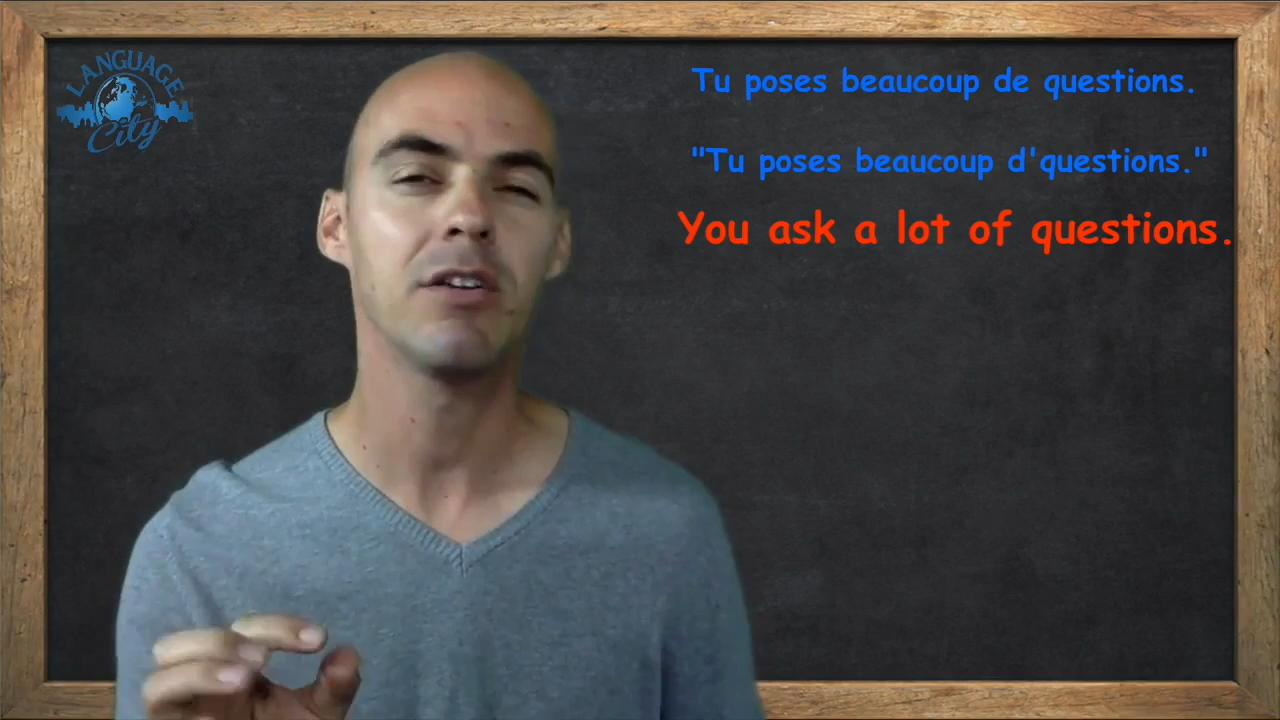 LANGUAGE
City
Tu poses beaucoup de questions.
"Tu poses beaucoup d'questions."
You ask a lot of questions.